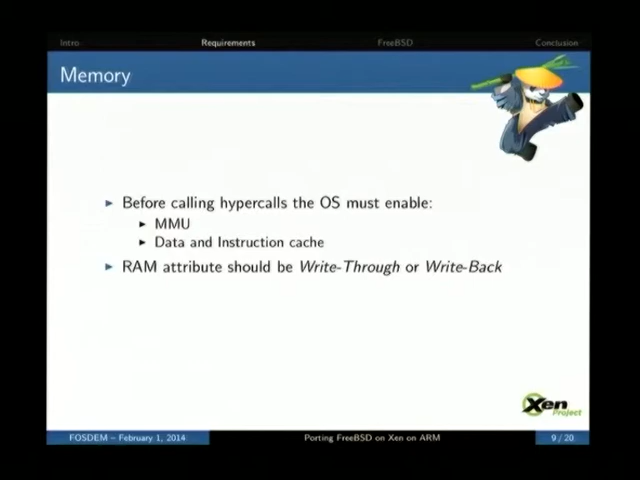 Intro Requirements FreeBSD Conclusion
Memory
Before calling hypercalls the OS must enable:
MMU
Data and Instruction cache
RAM attribute should be Write-Through or Write-Back
Xen
Project
FOSDEM – February 1, 2014 Porting FreeBSD on Xen on ARM 9 / 20